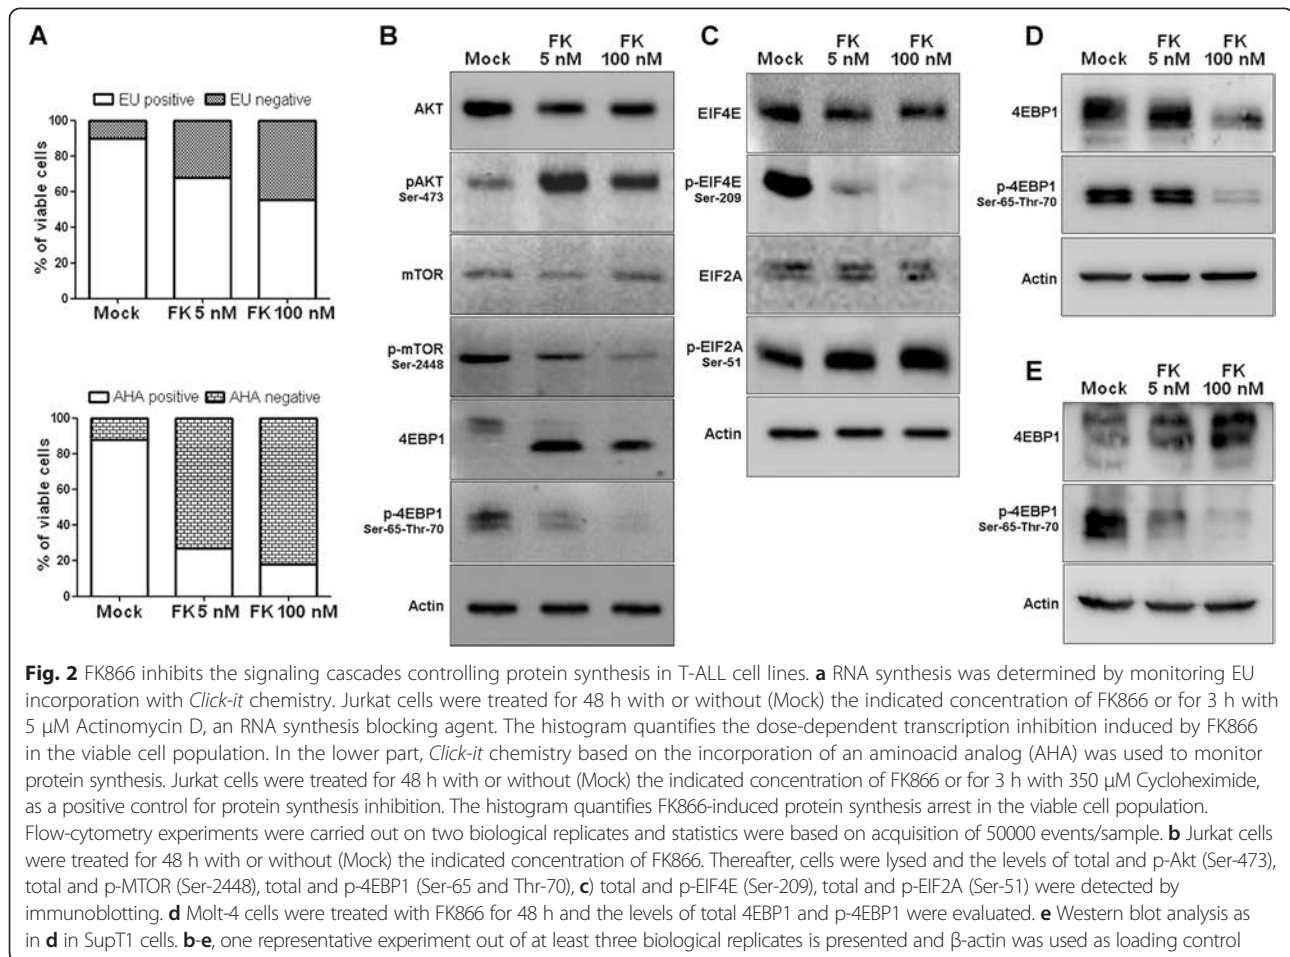 A
EU positive EU negative
100
80
60
40
20
0
% of viable cells
Mock FK 5 nM FK 100 nM
AHA positive AHA negative
100
80
60
40
20
0
% of viable cells
Mock FK 5 nM FK 100 nM
B
Mock FK 5 nM FK 100 nM
AKT
pAKT
Ser-473
mTOR
p-mTOR
Ser-2448
4EBP1
p-4EBP1
Ser-65-Thr-70
Actin
C
Mock FK 5 nM FK 100 nM
EIF4E
p-EIF4E
Ser-209
EIF2A
p-EIF2A
Ser-51
Actin
D
Mock FK 5 nM FK 100 nM
4EBP1
p-4EBP1
Ser-65-Thr-70
Actin
E
Mock FK 5 nM FK 100 nM
4EBP1
p-4EBP1
Ser-65-Thr-70
Actin
Fig. 2 FK866 inhibits the signaling cascades controlling protein synthesis in T-ALL cell lines. a RNA synthesis was determined by monitoring EU
incorporation with Click-it chemistry. Jurkat cells were treated for 48 h with or without (Mock) the indicated concentration of FK866 or for 3 h with
5 μM Actinomycin D, an RNA synthesis blocking agent. The histogram quantifies the dose-dependent transcription inhibition induced by FK866
in the viable cell population. In the lower part, Click-it chemistry based on the incorporation of an aminoacid analog (AHA) was used to monitor
protein synthesis. Jurkat cells were treated for 48 h with or without (Mock) the indicated concentration of FK866 or for 3 h with 350 μM Cycloheximide,
as a positive control for protein synthesis inhibition. The histogram quantifies FK866-induced protein synthesis arrest in the viable cell population.
Flow-cytometry experiments were carried out on two biological replicates and statistics were based on acquisition of 50000 events/sample. b Jurkat cells
were treated for 48 h with or without (Mock) the indicated concentration of FK866. Thereafter, cells were lysed and the levels of total and p-Akt (Ser-473),
total and p-MTOR (Ser-2448), total and p-4EBP1 (Ser-65 and Thr-70), c) total and p-EIF4E (Ser-209), total and p-EIF2A (Ser-51) were detected by
immunoblotting. d Molt-4 cells were treated with FK866 for 48 h and the levels of total 4EBP1 and p-4EBP1 were evaluated. e Western blot analysis as
in d in SupT1 cells. b-e, one representative experiment out of at least three biological replicates is presented and β-actin was used as loading control